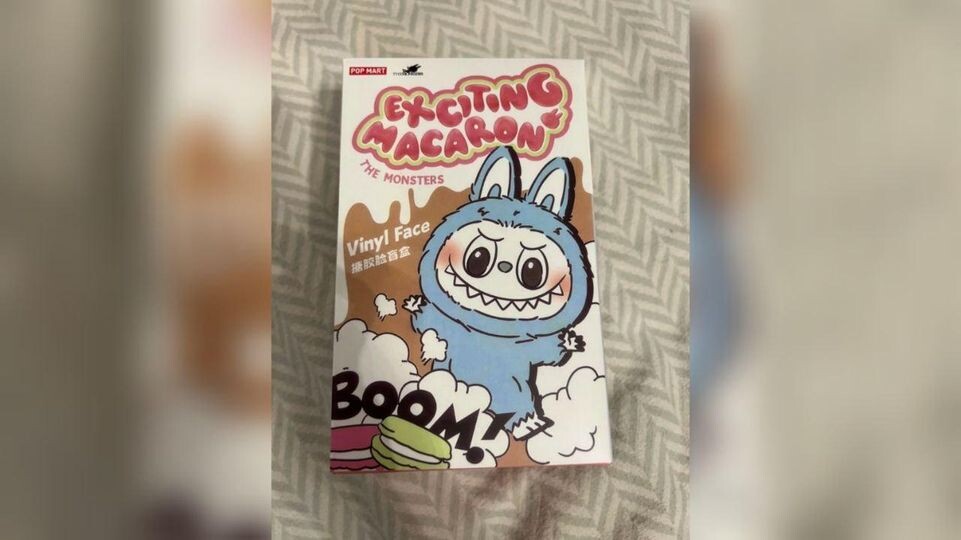 POP MART
EXCITING
MACARON
THE MONSTERS
Vinyl Face
搪胶脸盲盒
BOOM!